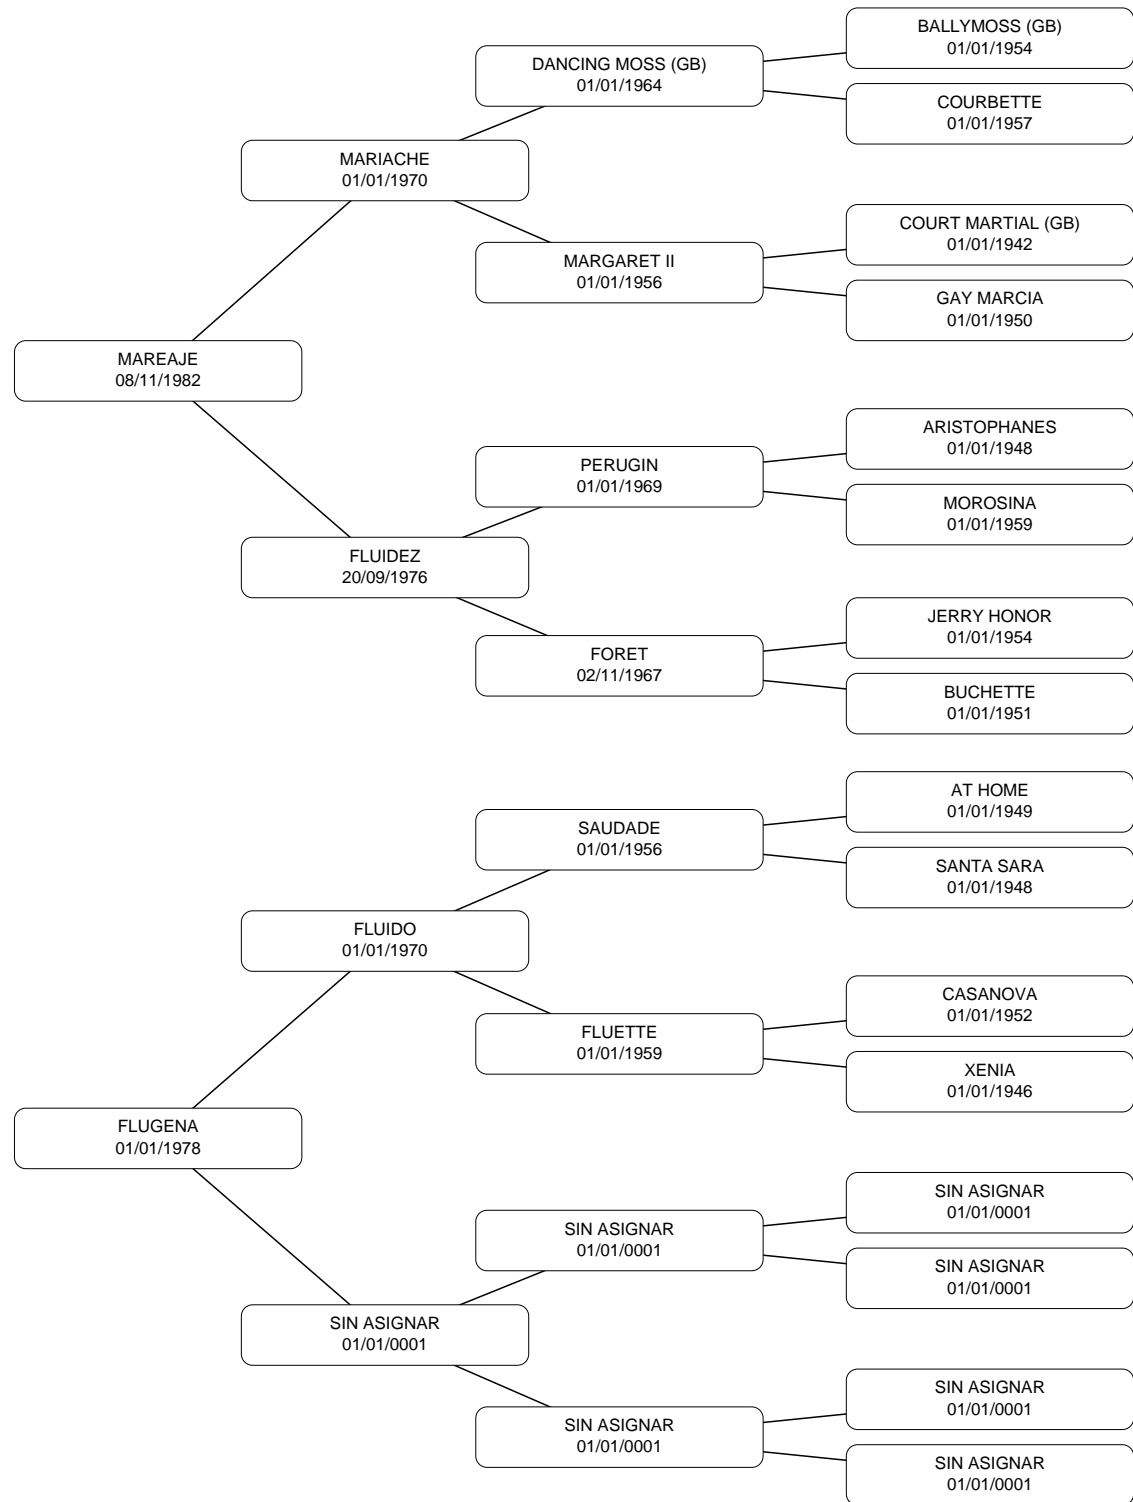 BALLYMOSS (GB)
01/01/1954
DANCING MOSS (GB)
01/01/1964
COURBETTE
01/01/1957
MARIACHE
01/01/1970
COURT MARTIAL (GB)
01/01/1942
MARGARET II
01/01/1956
GAY MARCIA
01/01/1950
MAREAJE
08/11/1982
ARISTOPHANES
01/01/1948
PERUGIN
01/01/1969
MOROSINA
01/01/1959
FLUIDEZ
20/09/1976
JERRY HONOR
01/01/1954
FORET
02/11/1967
BUCHETTE
01/01/1951
AT HOME
01/01/1949
SAUDADE
01/01/1956
SANTA SARA
01/01/1948
FLUIDO
01/01/1970
CASANOVA
01/01/1952
FLUETTE
01/01/1959
XENIA
01/01/1946
FLUGENA
01/01/1978
SIN ASIGNAR
01/01/0001
SIN ASIGNAR
01/01/0001
SIN ASIGNAR
01/01/0001
SIN ASIGNAR
01/01/0001
SIN ASIGNAR
01/01/0001
SIN ASIGNAR
01/01/0001
SIN ASIGNAR
01/01/0001